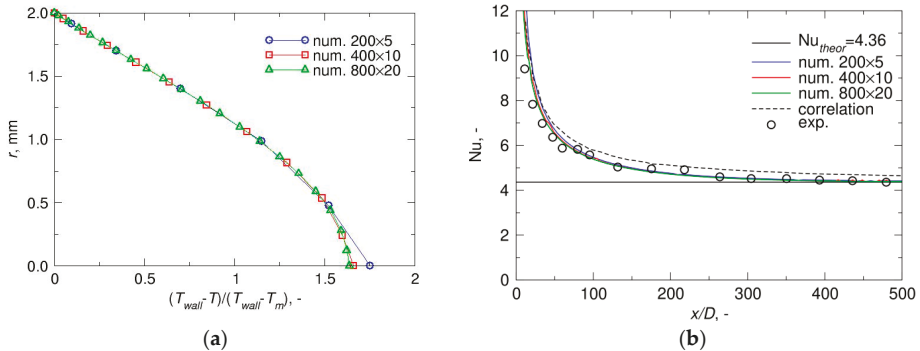 2.0
1.5
1.0
0.5
0.0
r, mm
0
0.5
1
1.5
2
(T_wall-T)/(T_wall-T_m), -
num. 200×5
num. 400×10
num. 800×20
(a)
12
10
8
6
4
2
0
Nu, -
0
100
200
300
400
500
x/D, -
Nu_theor=4.36
num. 200×5
num. 400×10
num. 800×20
correlation
exp.
(b)